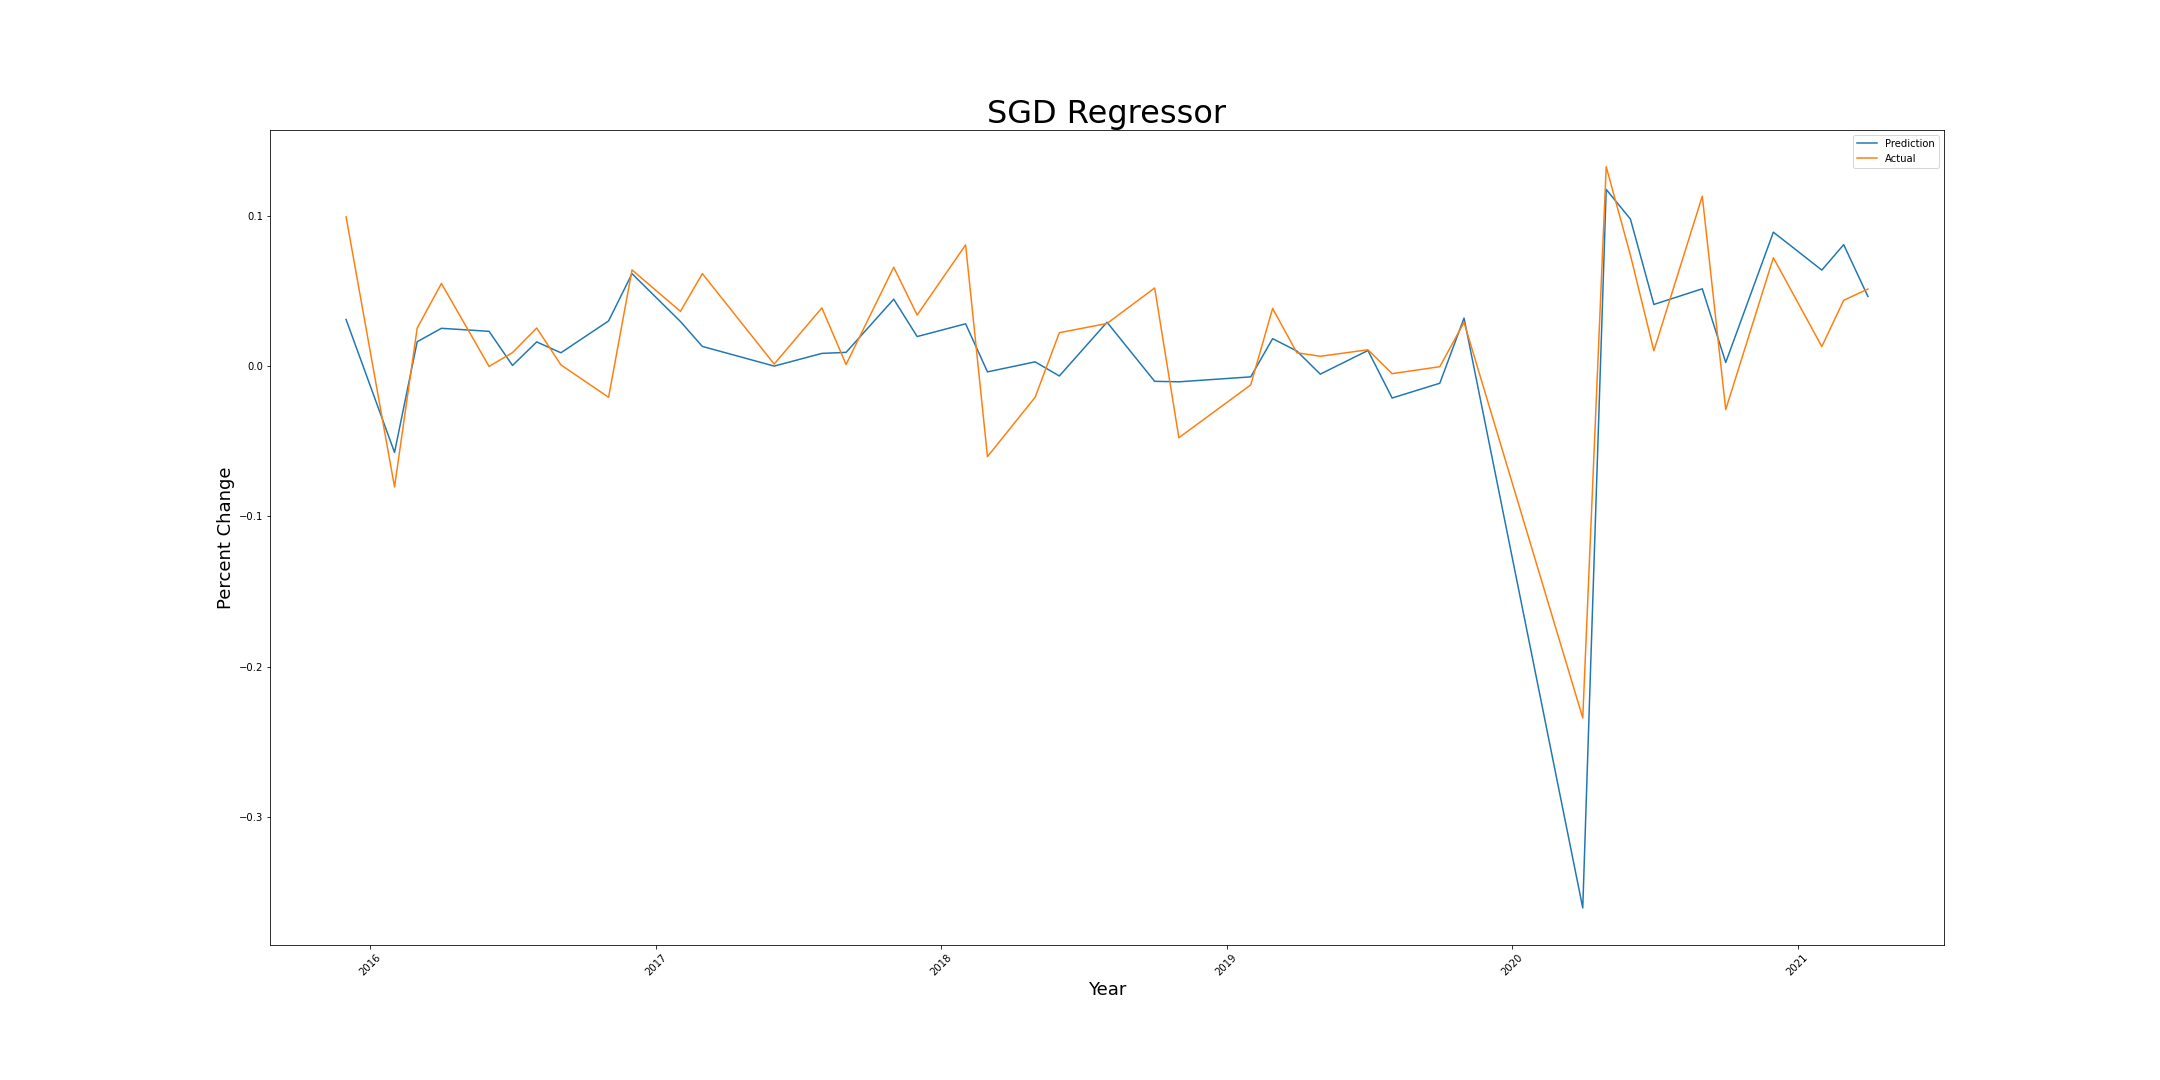 SGD Regressor
Prediction
Actual
0.1
0.0
−0.1
−0.2
−0.3
Percent Change
2016
2017
2018
2019
2020
2021
Year